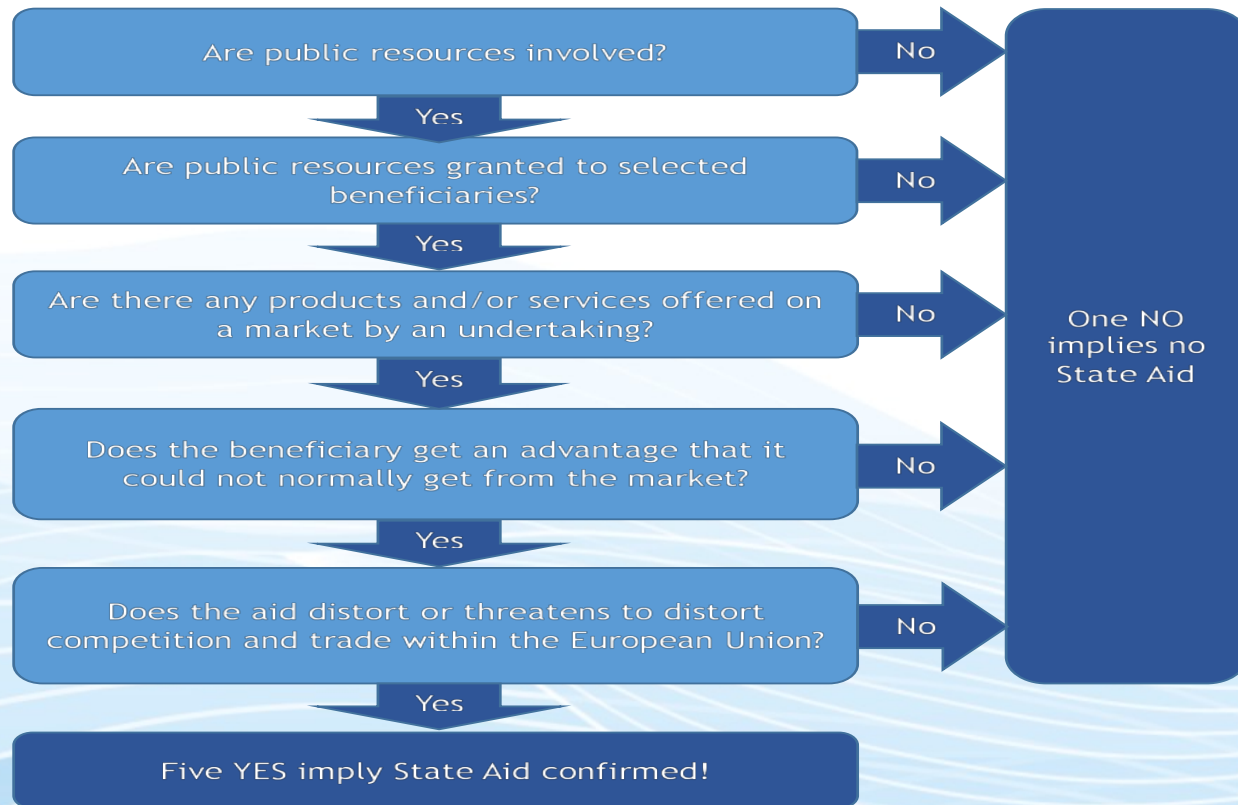 Are public resources involved?
No
Yes
Are public resources granted to selected
beneficiaries?
No
Yes
Are there any products and/or services offered on
a market by an undertaking?
No
Yes
Does the beneficiary get an advantage that it
could not normally get from the market?
No
Yes
Does the aid distort or threatens to distort
competition and trade within the European Union?
No
Yes
Five YES imply State Aid confirmed!
One NO
implies no
State Aid